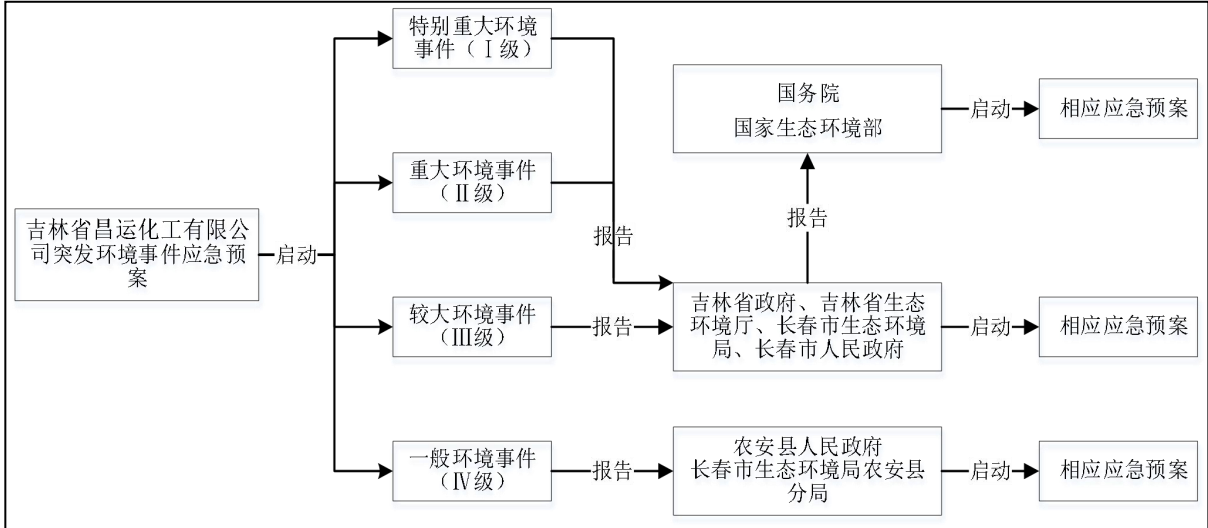 吉林省昌运化工有限公
司突发环境事件应急预
案
启动
特别重大环境
事件（Ⅰ级）
重大环境事件
（Ⅱ级）
较大环境事件
（Ⅲ级）
一般环境事件
（Ⅳ级）
报告
报告
报告
报告
国务院
国家生态环境部
吉林省政府、吉林省生态
环境厅、长春市生态环境
局、长春市人民政府
农安县人民政府
长春市生态环境局农安县
分局
启动
相应应急预案
启动
相应应急预案
启动
相应应急预案